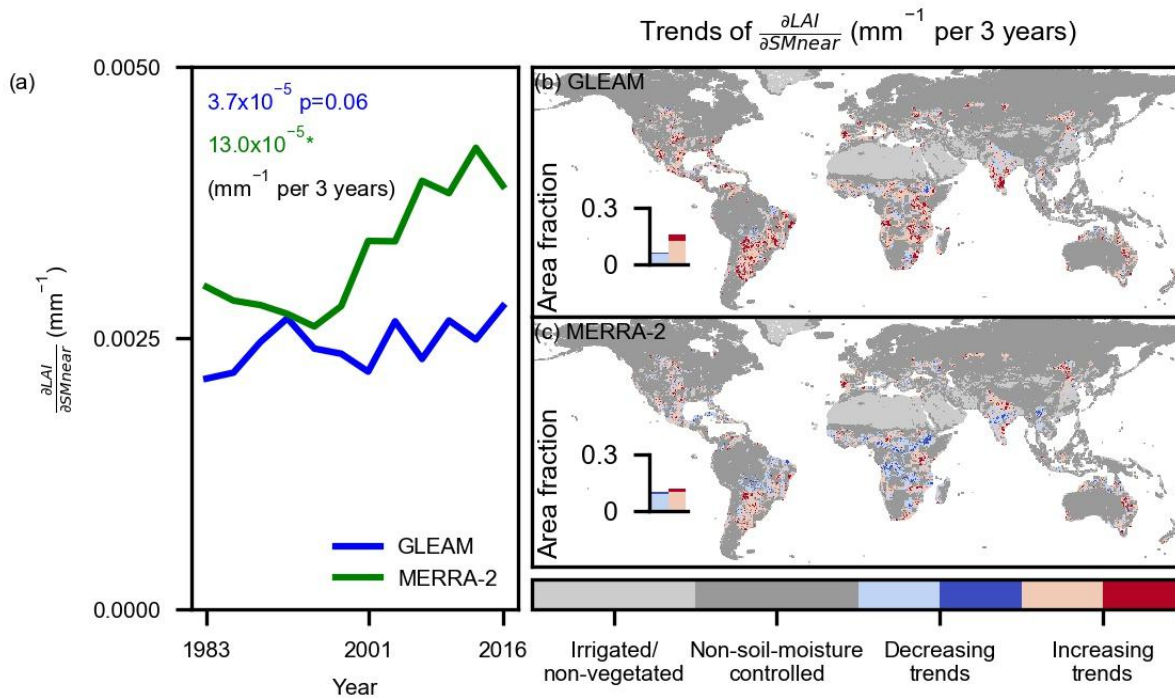 Trends of ∂LAI/∂SMnear (mm⁻¹ per 3 years)
(a)
0.0050
0.0025
0.0000
∂LAI/∂SMnear (mm⁻¹)
3.7x10⁻⁵ p=0.06
13.0x10⁻⁵*
(mm⁻¹ per 3 years)
GLEAM
MERRA-2
1983
2001
2016
Year
(b) GLEAM
Area fraction
0.3
0
(c) MERRA-2
Area fraction
0.3
0
Irrigated/
non-vegetated
Non-soil-moisture
controlled
Decreasing
trends
Increasing
trends